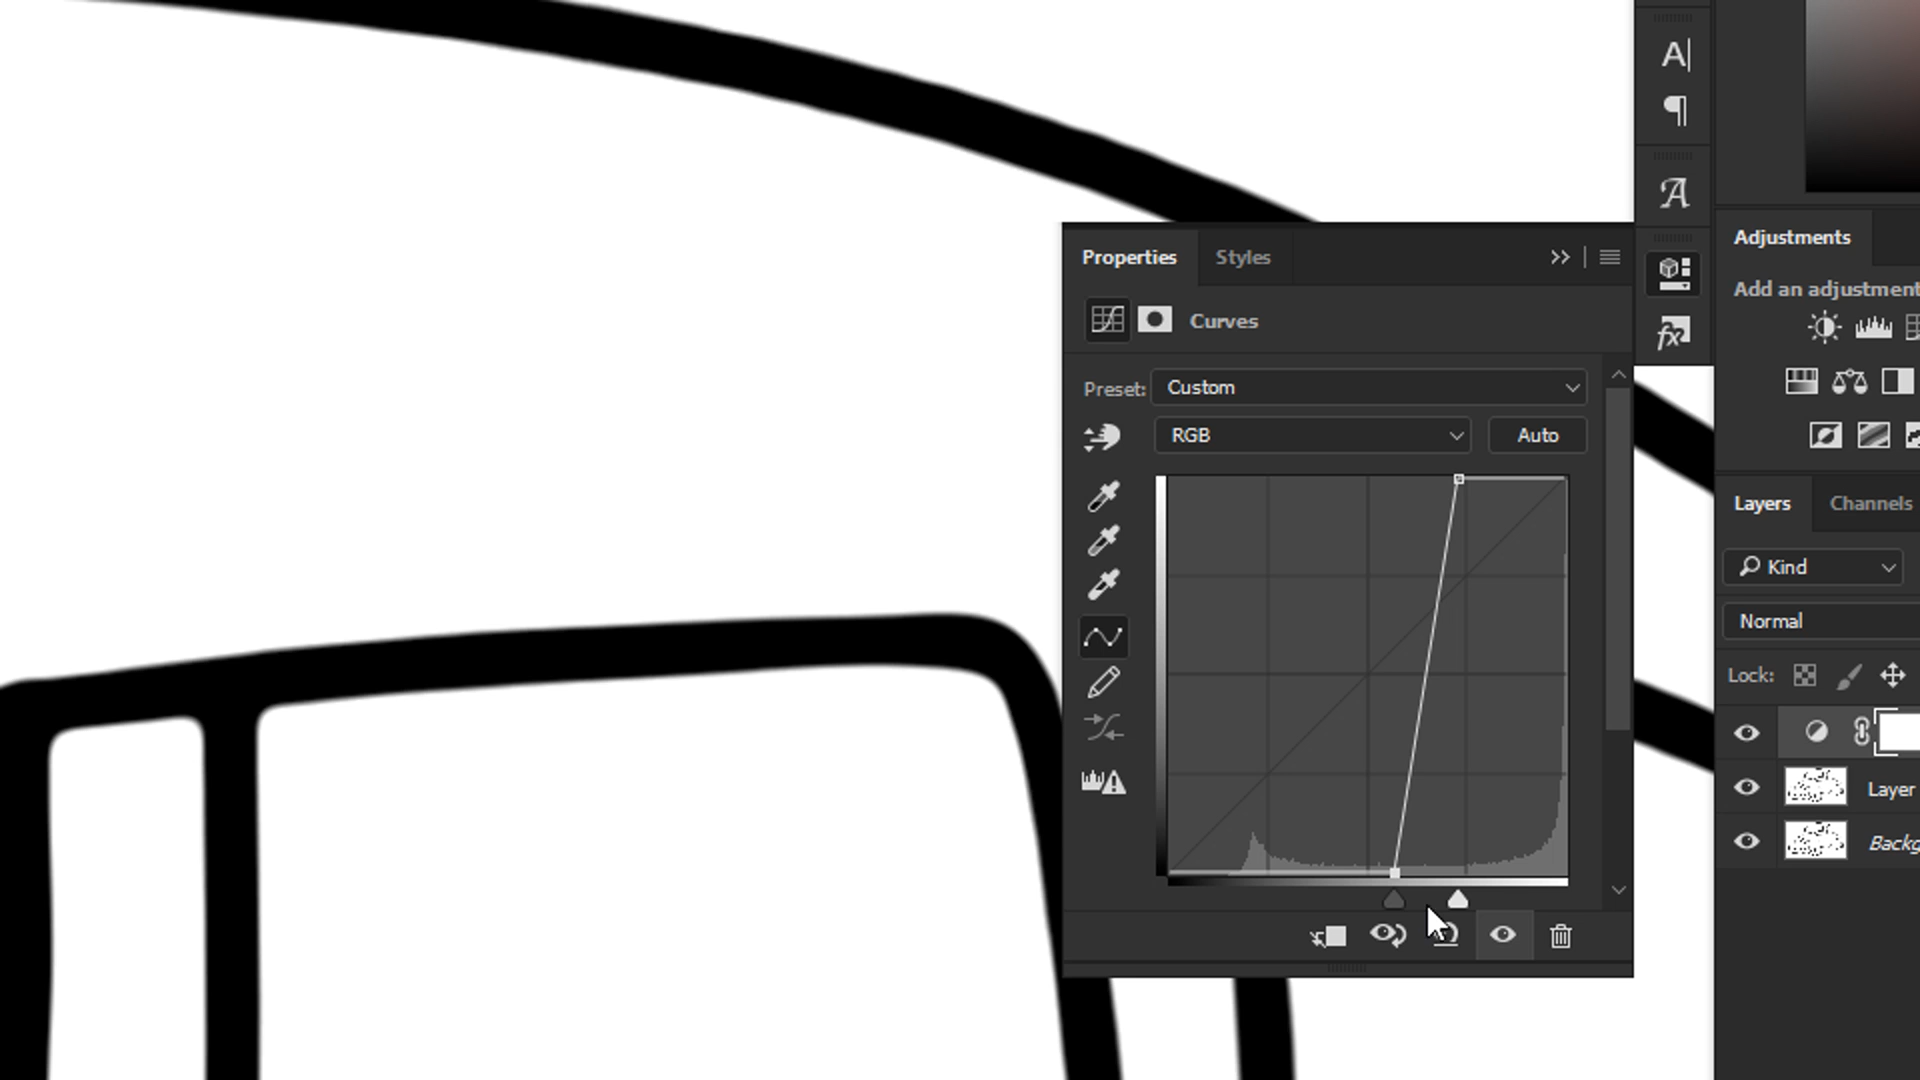 A|
Properties
Styles
Curves
Preset:
Custom
RGB
Auto
Adjustments
Add an adjustment
Layers
Channels
Kind
Normal
Lock:
Layer
Backg